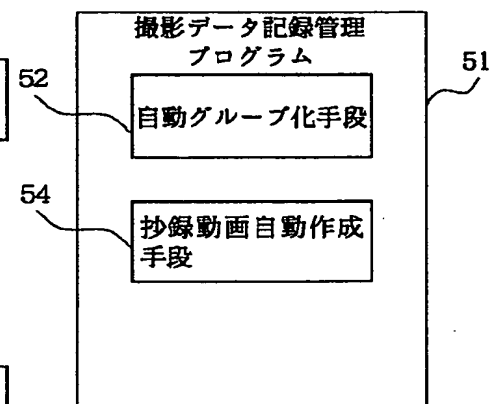 撮影データ記録管理
プログラム
51
52
自動グループ化手段
54
抄録動画自動作成
手段